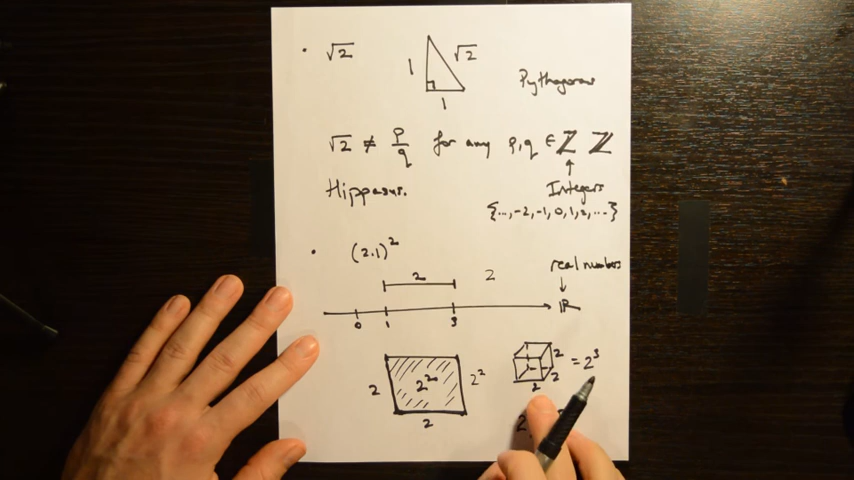 • √2
1
√2
1
Pythagoras
√2 ≠ p/q for any p,q ∈ ℤ ℤ
Hippasus.
Integers
{..., -2, -1, 0, 1, 2, ...}
• (2.1)²
real numbers
2
2
0 1 3
ℝ
2
2²
2²
2
2
2
2
= 2³
2